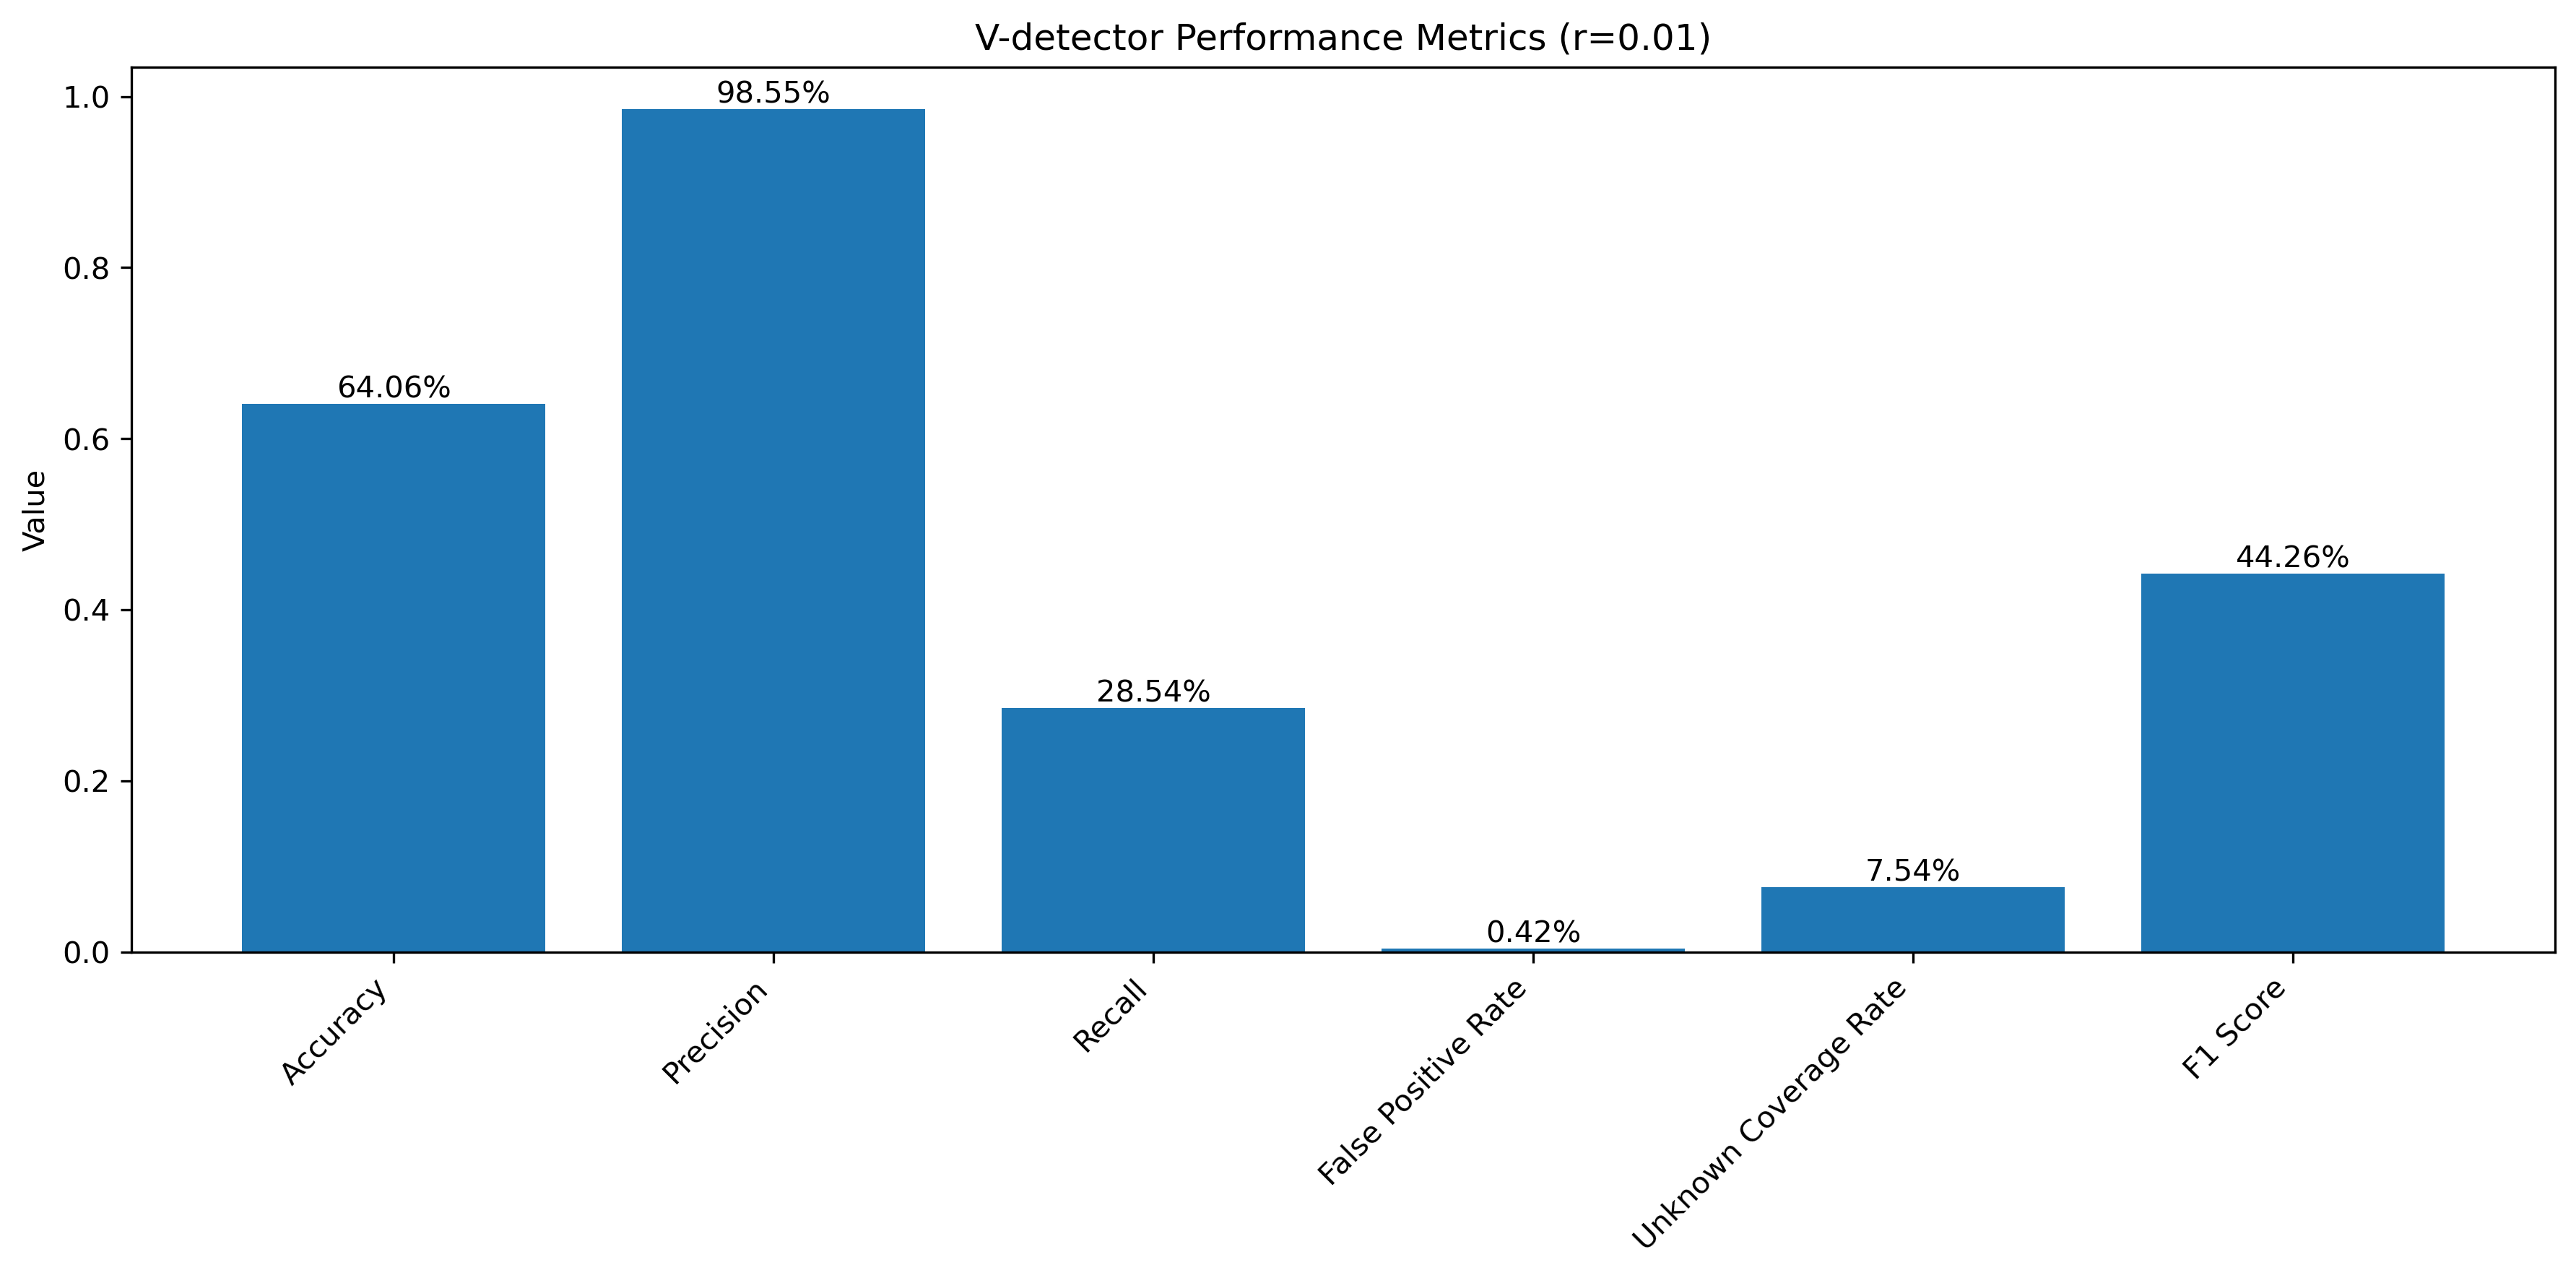 V-detector Performance Metrics (r=0.01)
Value
1.0
0.8
0.6
0.4
0.2
0.0
64.06%
98.55%
28.54%
0.42%
7.54%
44.26%
Accuracy
Precision
Recall
False Positive Rate
Unknown Coverage Rate
F1 Score